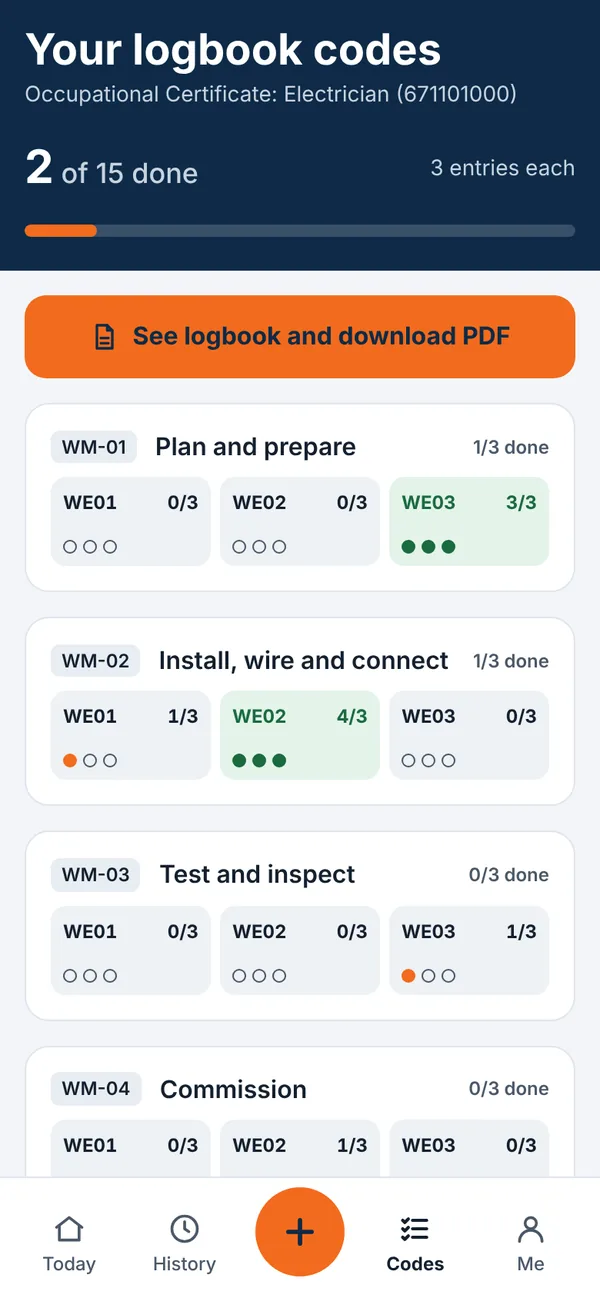 Your logbook codes
Occupational Certificate: Electrician (671101000)
2 of 15 done 3 entries each
See logbook and download PDF
WM-01 Plan and prepare 1/3 done
WE01 0/3 WE02 0/3 WE03 3/3
WM-02 Install, wire and connect 1/3 done
WE01 1/3 WE02 4/3 WE03 0/3
WM-03 Test and inspect 0/3 done
WE01 0/3 WE02 0/3 WE03 1/3
WM-04 Commission 0/3 done
WE01 0/3 WE02 1/3 WE03 0/3
Today History Codes Me